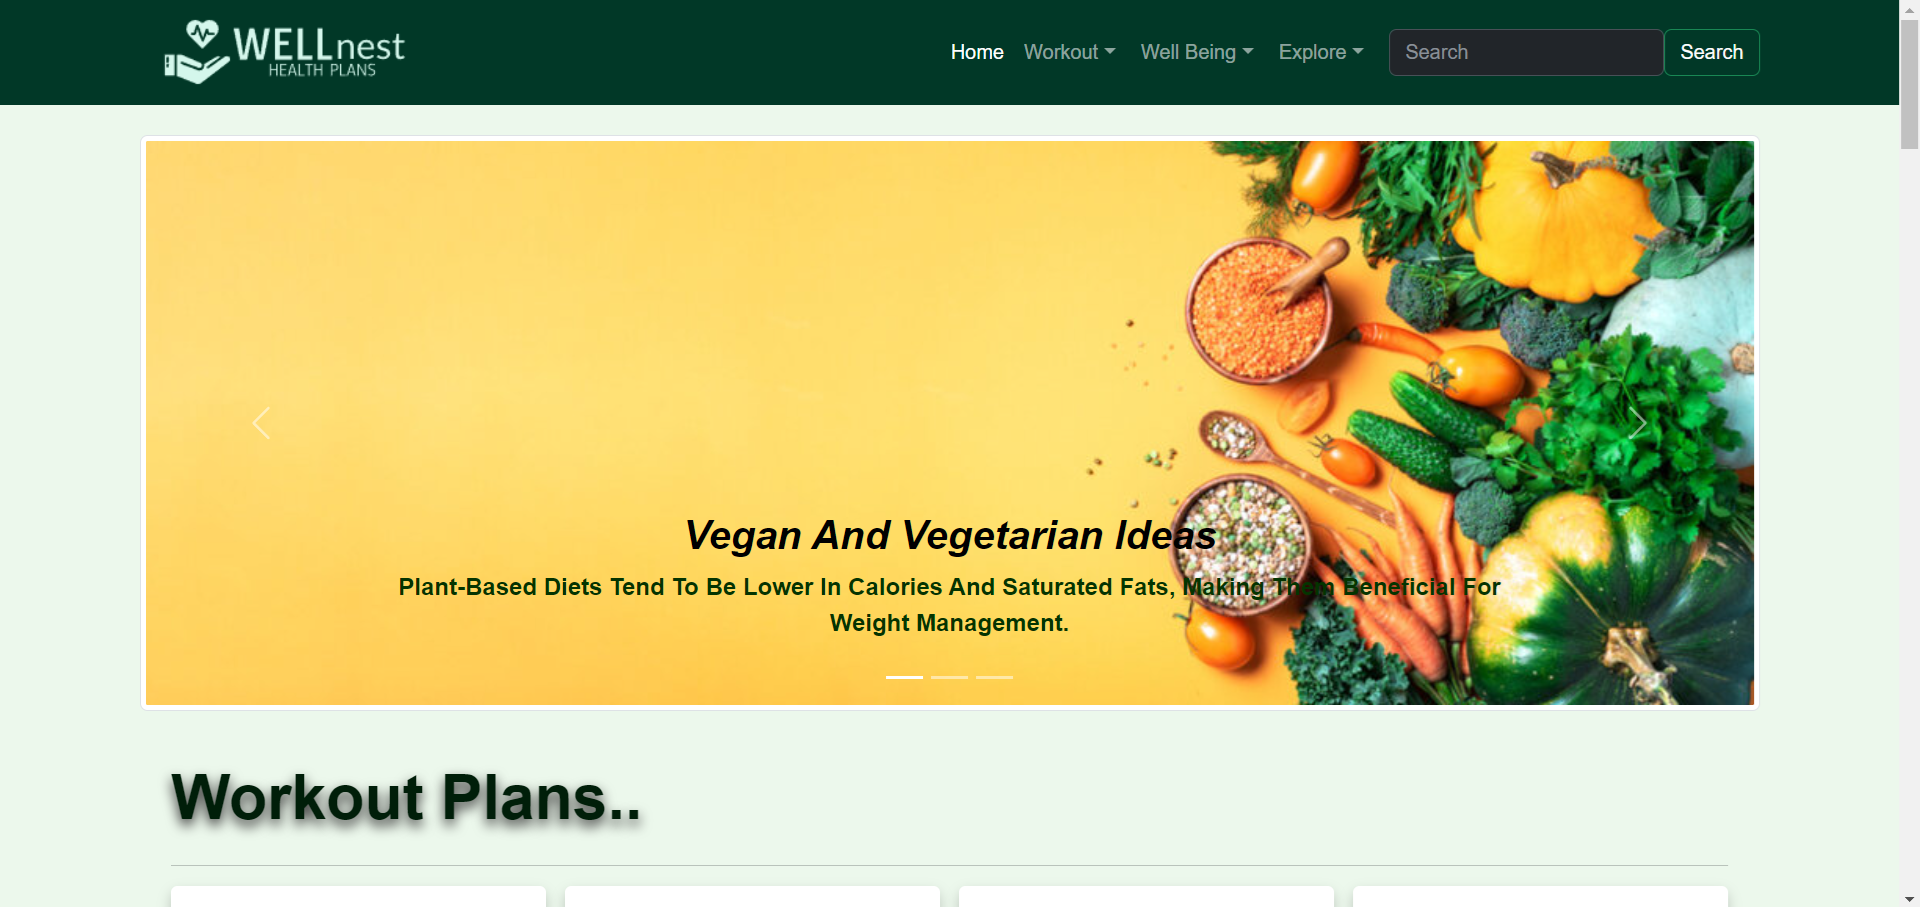 WELLnest
HEALTH PLANS
Home Workout Well Being Explore Search Search
Vegan And Vegetarian Ideas
Plant-Based Diets Tend To Be Lower In Calories And Saturated Fats, Making Them Beneficial For
Weight Management.
Workout Plans..